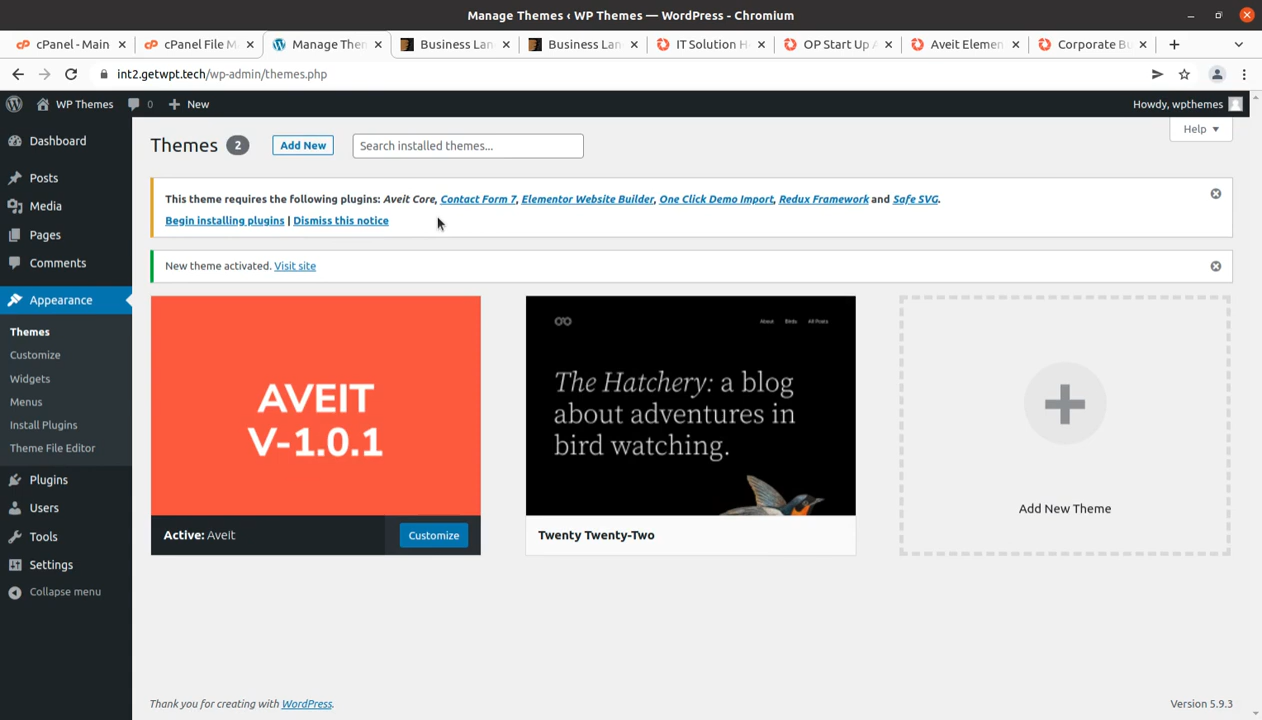 Manage Themes ‹ WP Themes — WordPress - Chromium
cPanel - Main
cPanel File M
Manage Then
Business Lan
Business Lan
IT Solution H
OP Start Up A
Aveit Elemen
Corporate Bu
int2.getwpt.tech/wp-admin/themes.php
WP Themes 0 New
Howdy, wpthemes
Dashboard
Posts
Media
Pages
Comments
Appearance
Themes
Customize
Widgets
Menus
Install Plugins
Theme File Editor
Plugins
Users
Tools
Settings
Collapse menu
Help
Themes 2 Add New Search installed themes...
This theme requires the following plugins: Aveit Core, Contact Form 7, Elementor Website Builder, One Click Demo Import, Redux Framework and Safe SVG.
Begin installing plugins | Dismiss this notice
New theme activated. Visit site
AVEIT
V-1.0.1
Active: Aveit
Customize
About Birds All Posts
The Hatchery: a blog
about adventures in
bird watching.
Twenty Twenty-Two
Add New Theme
Thank you for creating with WordPress.
Version 5.9.3